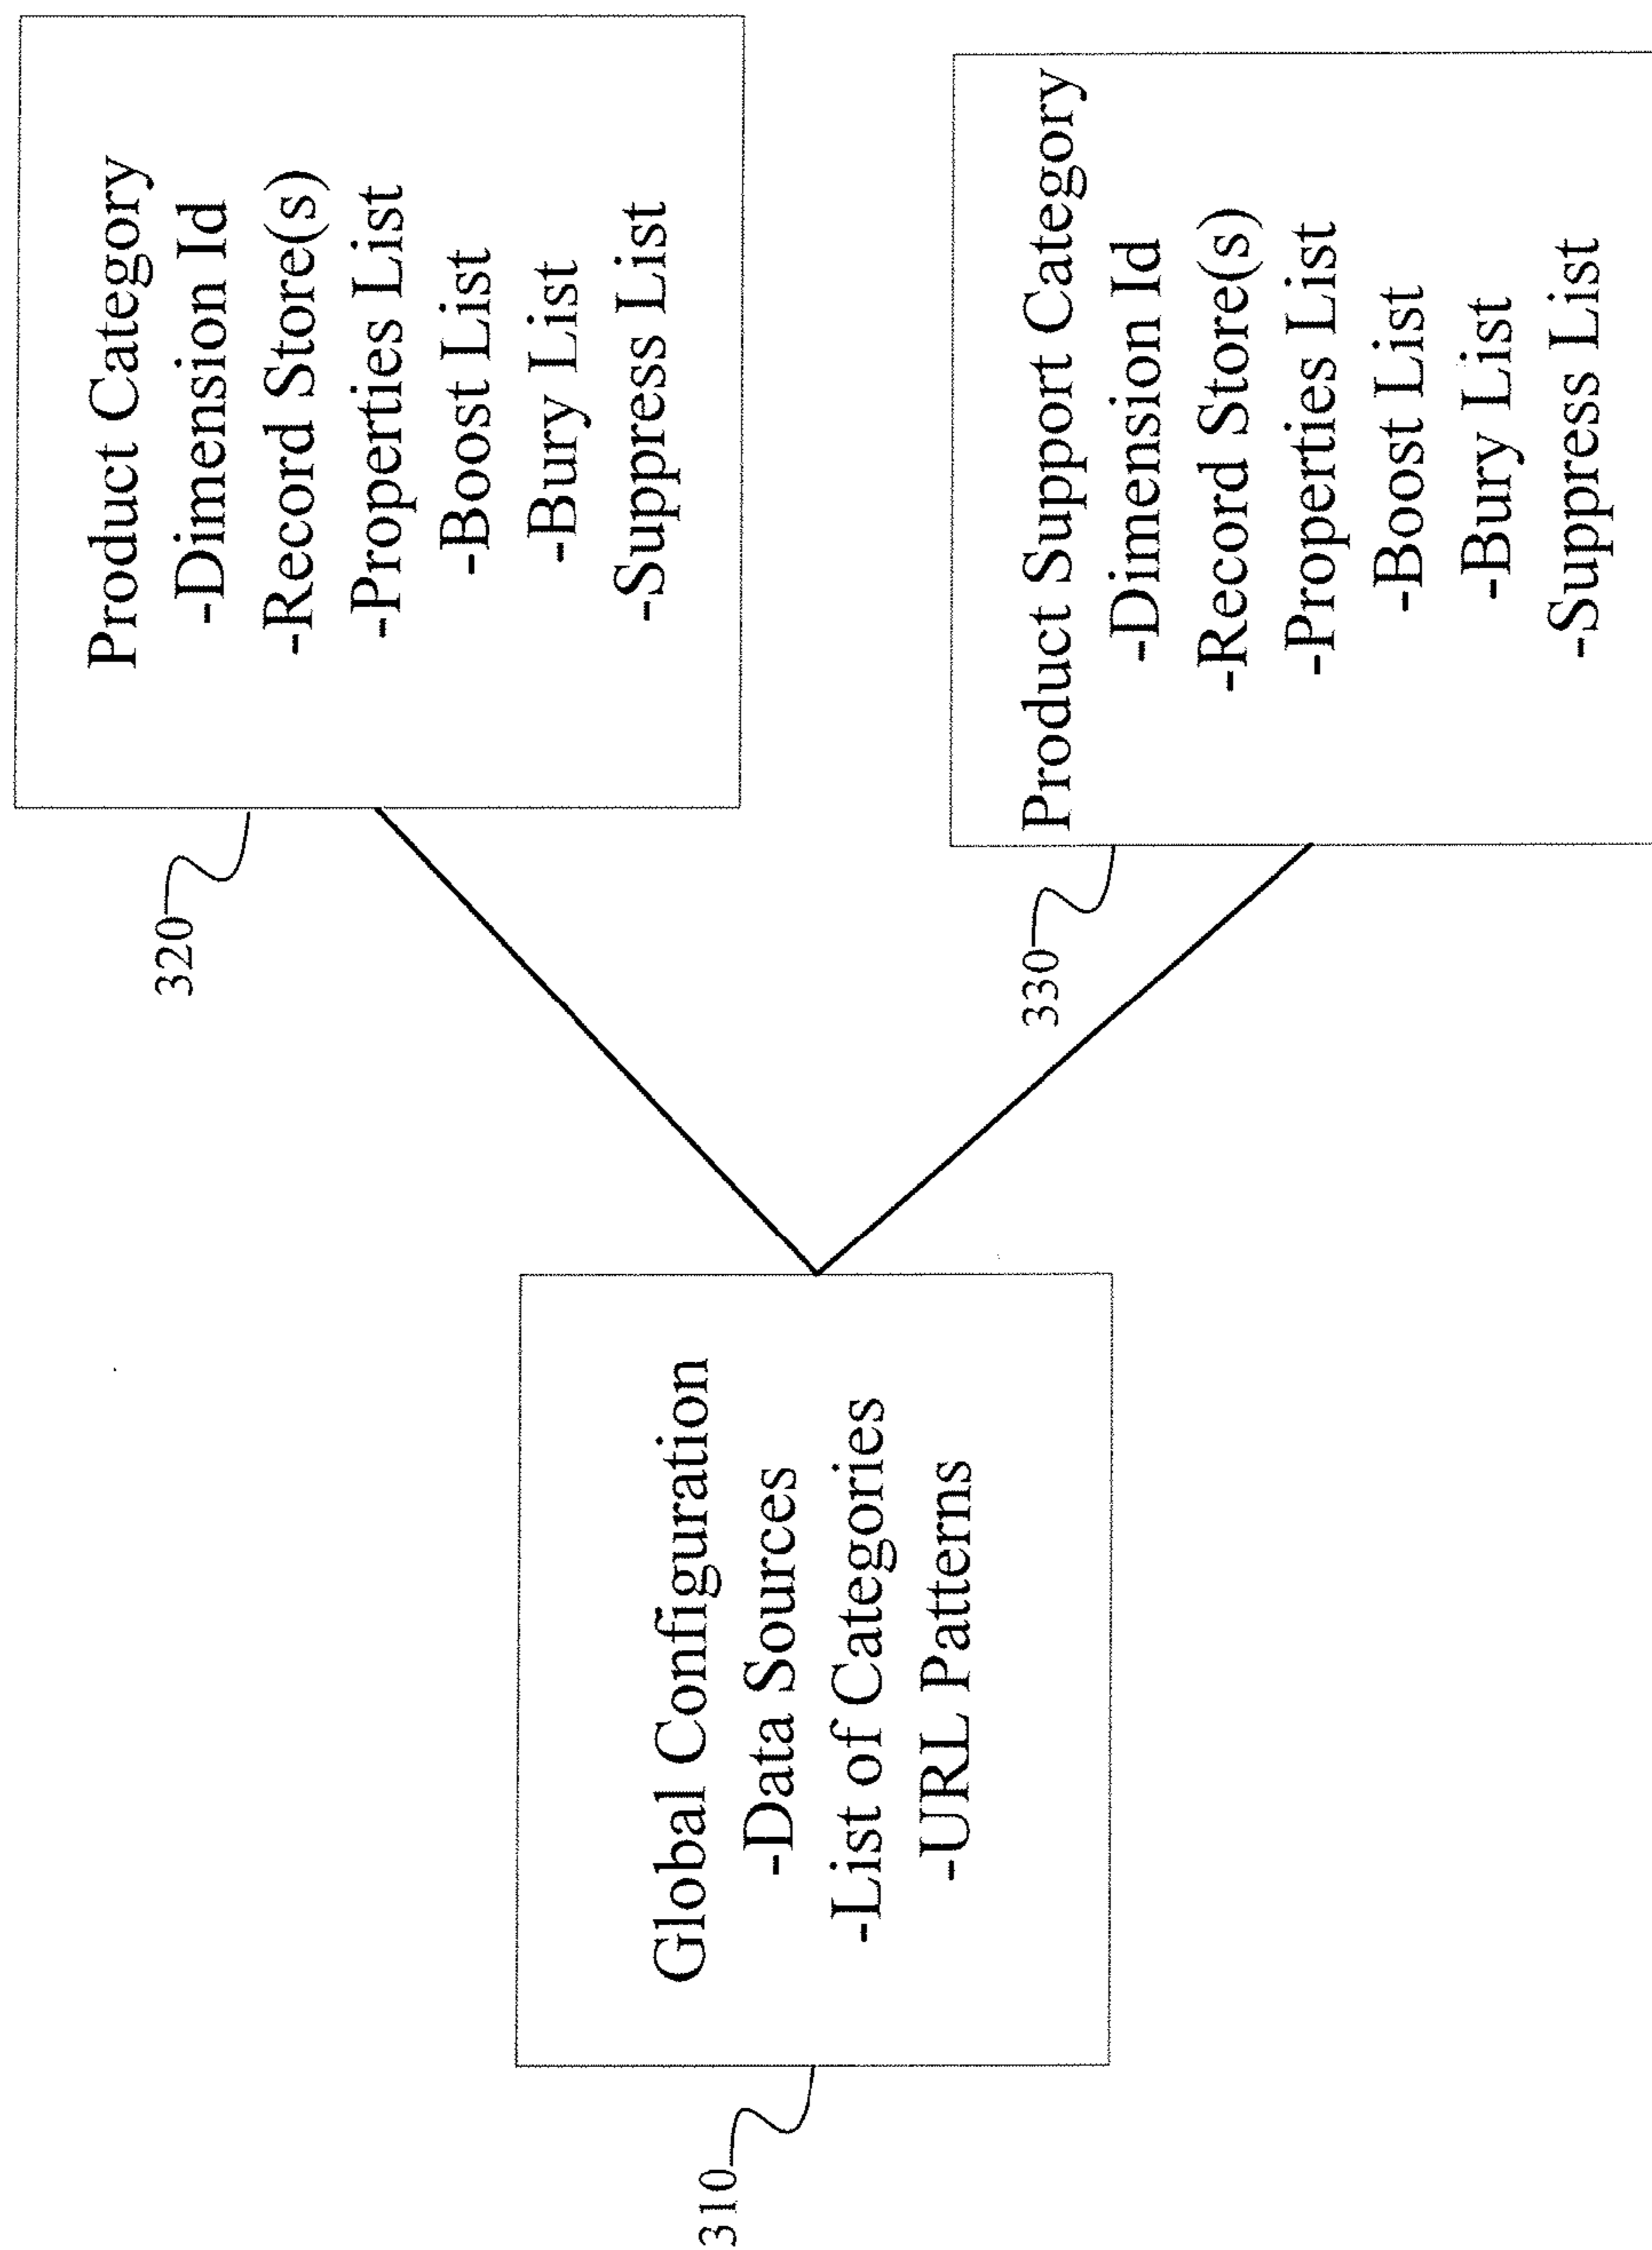 310
Global Configuration
-Data Sources
-List of Categories
-URL Patterns
320
Product Category
-Dimension Id
-Record Store(s)
-Properties List
-Boost List
-Bury List
-Suppress List
330
Product Support Category
-Dimension Id
-Record Store(s)
-Properties List
-Boost List
-Bury List
-Suppress List